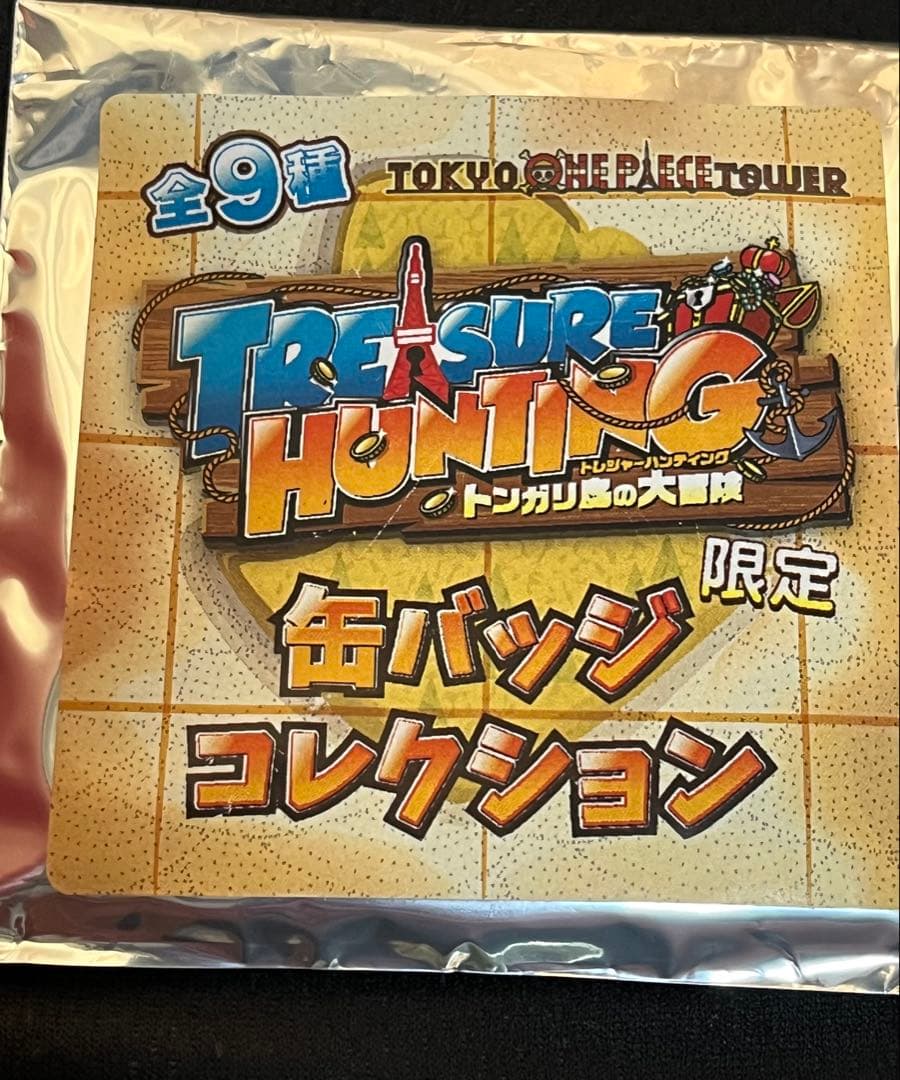 全9種
TOKYO ONE PIECE TOWER
TREASURE
HUNTING
トレジャーハンティング
トンガリ島の大冒険
限定
缶バッジ
コレクション